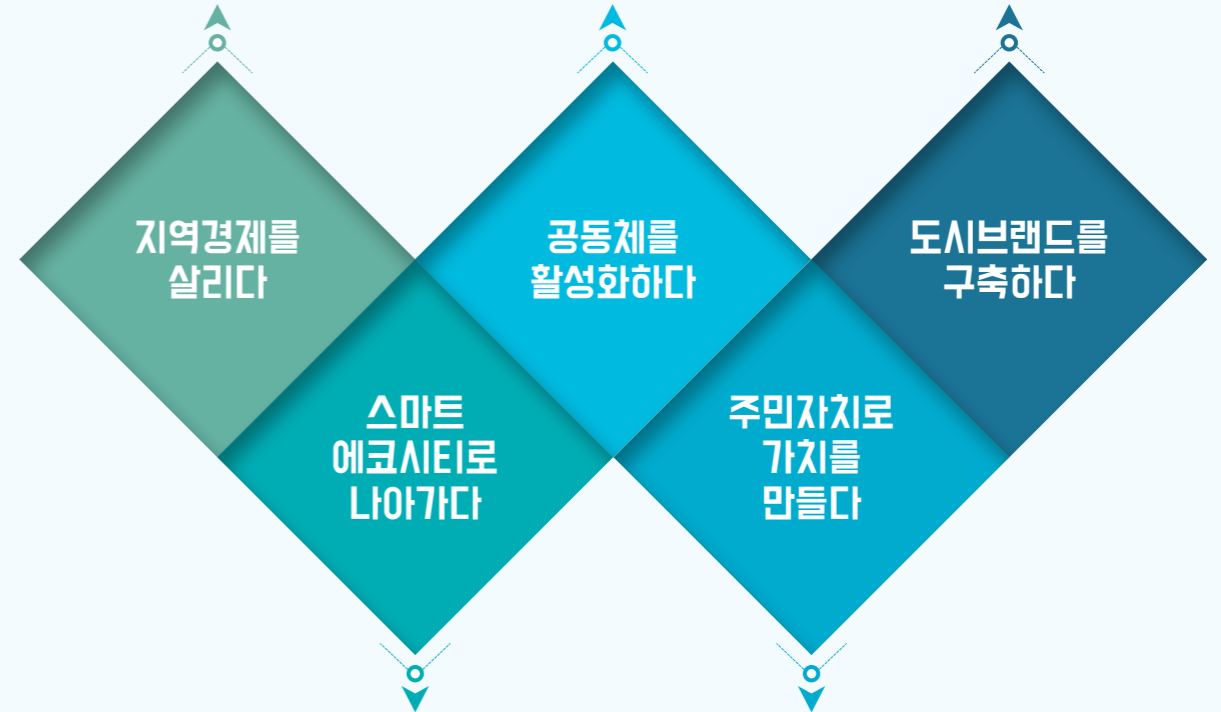 지역경제를
살리다
스마트
에코시티로
나아가다
공동체를
활성화하다
주민자치로
가치를
만들다
도시브랜드를
구축하다